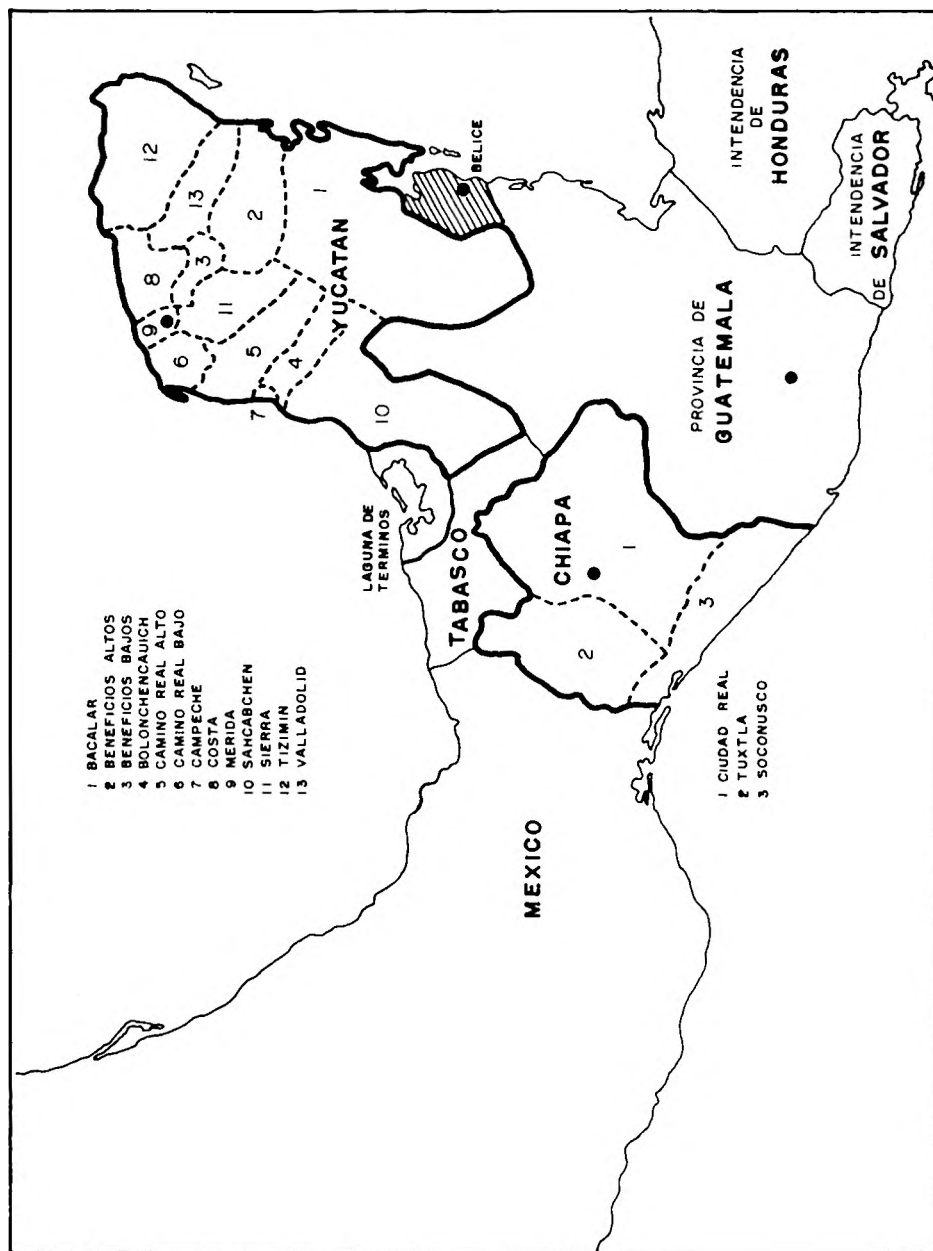 1 BACALAR
2 BENEFICIOS ALTOS
3 BENEFICIOS BAJOS
4 BOLONCHENCAUICH
5 CAMINO REAL ALTO
6 CAMINO REAL BAJO
7 CAMPECHE
8 COSTA
9 MERIDA
10 SAHCABCHEN
11 SIERRA
12 TIZIMIN
13 VALLADOLID
12
13
8
9
3
2
6
11
5
1
7
4
YUCATAN
10
BELICE
LAGUNA DE
TERMINOS
TABASCO
MEXICO
CHIAPA
2
1
3
1 CIUDAD REAL
2 TUXTLA
3 SOCONUSCO
PROVINCIA DE
GUATEMALA
INTENDENCIA
DE
HONDURAS
INTENDENCIA
DE SALVADOR